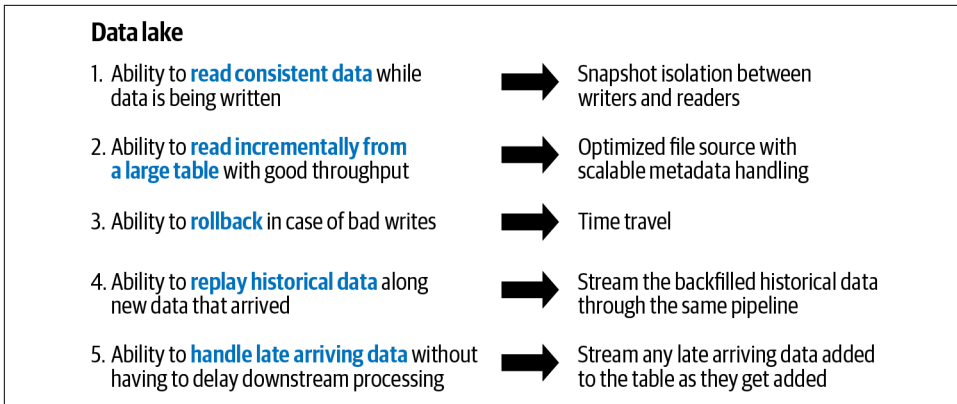 Data lake
1. Ability to read consistent data while
data is being written
Snapshot isolation between
writers and readers
2. Ability to read incrementally from
a large table with good throughput
Optimized file source with
scalable metadata handling
3. Ability to rollback in case of bad writes
Time travel
4. Ability to replay historical data along
new data that arrived
Stream the backfilled historical data
through the same pipeline
5. Ability to handle late arriving data without
having to delay downstream processing
Stream any late arriving data added
to the table as they get added